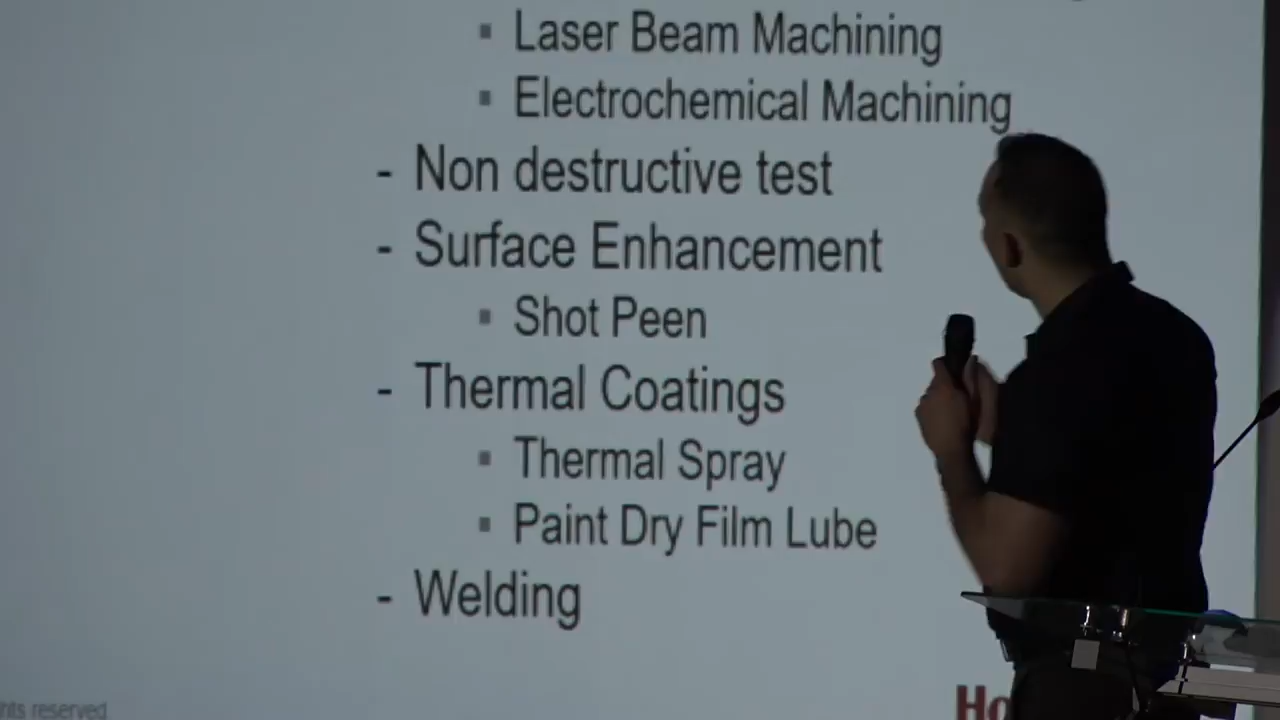 ▪ Laser Beam Machining
▪ Electrochemical Machining
- Non destructive test
- Surface Enhancement
▪ Shot Peen
- Thermal Coatings
▪ Thermal Spray
▪ Paint Dry Film Lube
- Welding
reserved